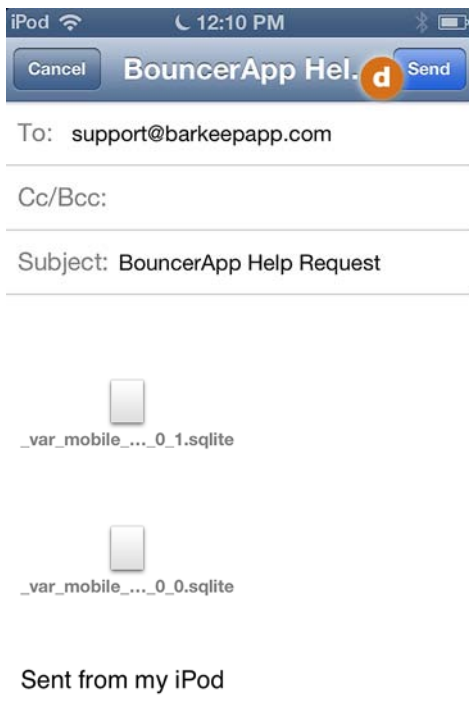 iPod 12:10 PM
Cancel BouncerApp Hel... d Send
To: support@barkeepapp.com
Cc/Bcc:
Subject: BouncerApp Help Request
_var_mobile_..._0_1.sqlite
_var_mobile_..._0_0.sqlite
Sent from my iPod